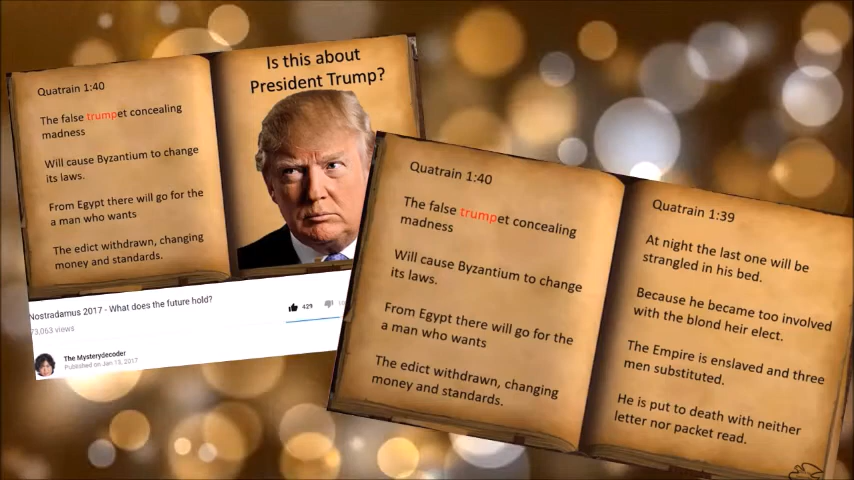 Quatrain 1:40
The false trumpet concealing
madness
Will cause Byzantium to change
its laws.
From Egypt there will go for the
a man who wants
The edict withdrawn, changing
money and standards.
Is this about
President Trump?
Nostradamus 2017 - What does the future hold?
73,063 views
429
The Mysterydecoder
Published on Jan 13, 2017
Quatrain 1:40
The false trumpet concealing
madness
Will cause Byzantium to change
its laws.
From Egypt there will go for the
a man who wants
The edict withdrawn, changing
money and standards.
Quatrain 1:39
At night the last one will be
strangled in his bed.
Because he became too involved
with the blond heir elect.
The Empire is enslaved and three
men substituted.
He is put to death with neither
letter nor packet read.